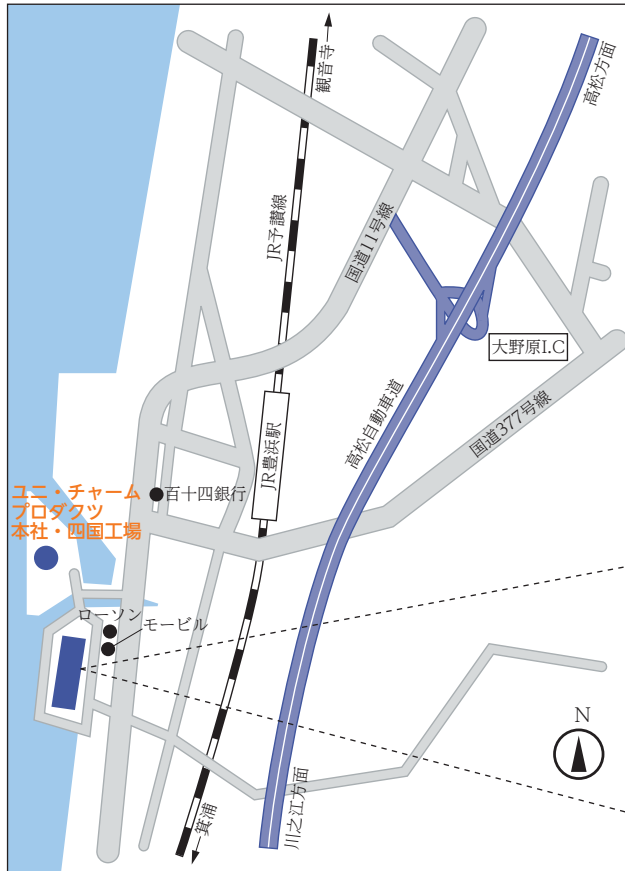 観音寺
高松方面
JR予讃線
国道11号線
大野原I.C
高松自動車道
国道377号線
JR豊浜駅
百十四銀行
ユニ・チャーム
プロダクツ
本社・四国工場
ローソン
モービル
N
川之江方面
箕浦